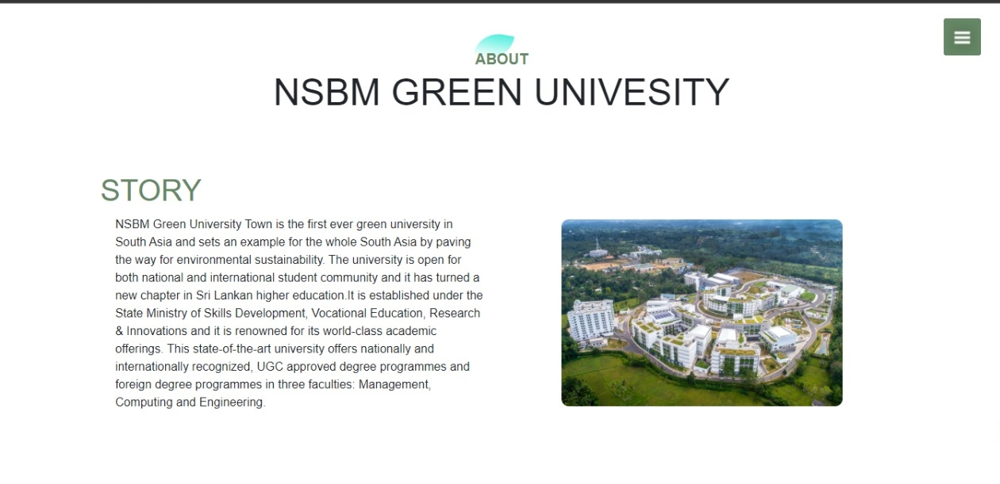 ABOUT
NSBM GREEN UNIVESITY
STORY
NSBM Green University Town is the first ever green university in
South Asia and sets an example for the whole South Asia by paving
the way for environmental sustainability. The university is open for
both national and international student community and it has turned a
new chapter in Sri Lankan higher education.It is established under the
State Ministry of Skills Development, Vocational Education, Research
& Innovations and it is renowned for its world-class academic
offerings. This state-of-the-art university offers nationally and
internationally recognized, UGC approved degree programmes and
foreign degree programmes in three faculties: Management,
Computing and Engineering.